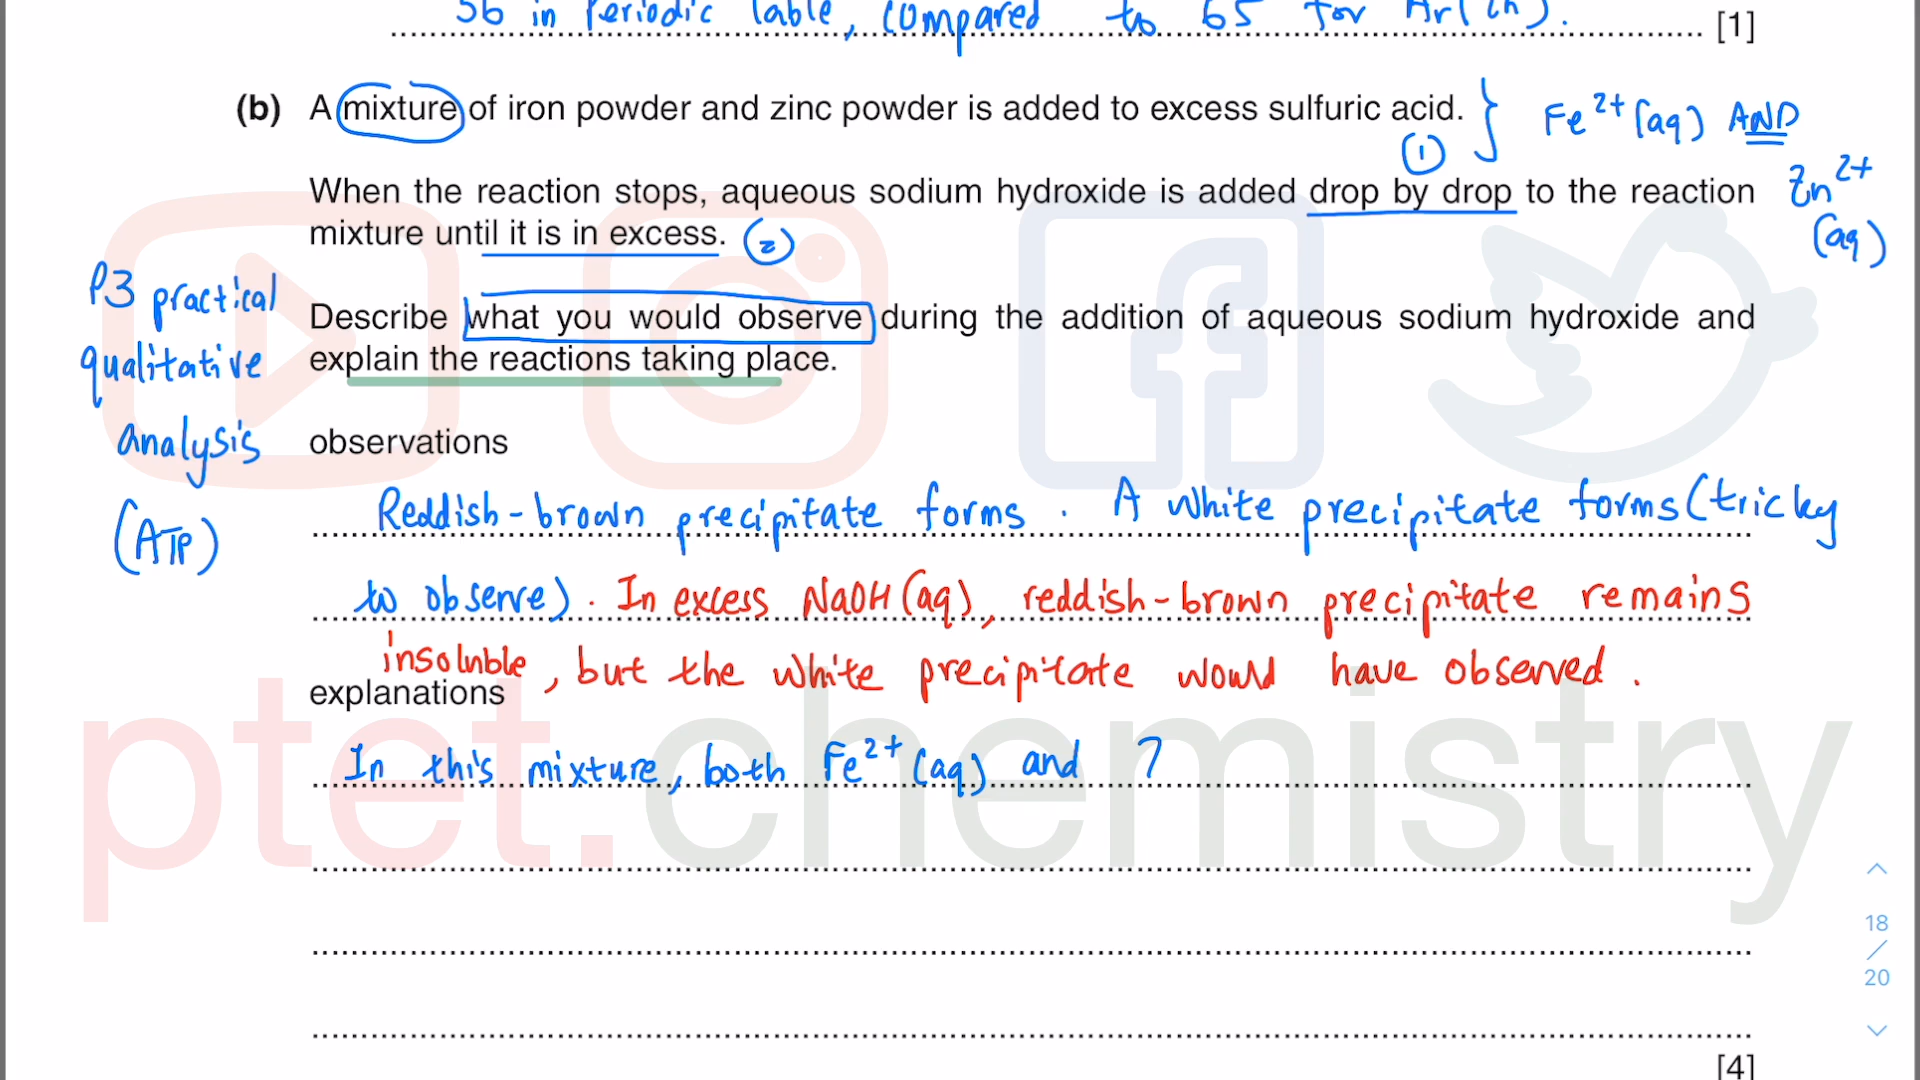 56 in Periodic Table, compared to 65 for Ar(Zn).
[1]
(b) A mixture of iron powder and zinc powder is added to excess sulfuric acid. } Fe2+(aq) AND
①
When the reaction stops, aqueous sodium hydroxide is added drop by drop to the reaction Zn2+
mixture until it is in excess. ② (aq)
P3 practical
qualitative
analysis
(ATP)
Describe what you would observe during the addition of aqueous sodium hydroxide and
explain the reactions taking place.
observations
Reddish-brown precipitate forms. A white precipitate forms (tricky
to observe). In excess NaOH(aq), reddish-brown precipitate remains
insoluble, but the white precipitate would have observed.
explanations
In this mixture, both Fe2+(aq) and 7
ptet.chemistry
18
/
20
[4]